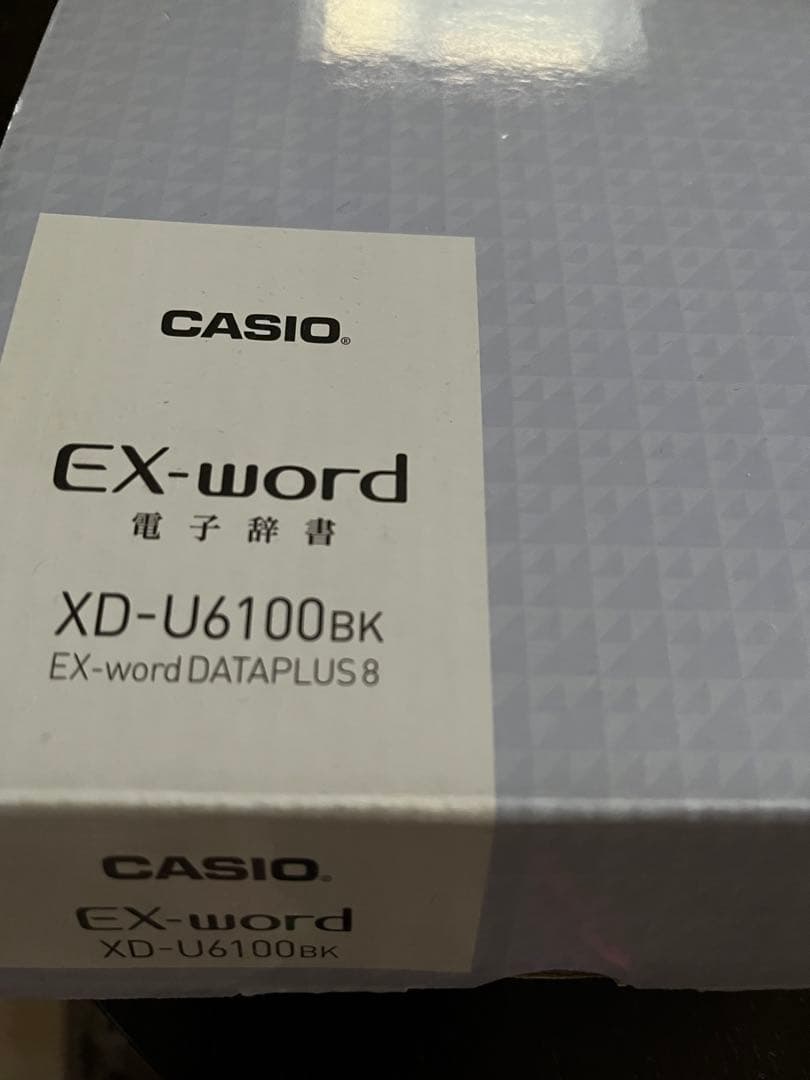 CASIO®
EX-word
電子辞書
XD-U6100BK
EX-word DATAPLUS 8
CASIO®
EX-word
XD-U6100BK